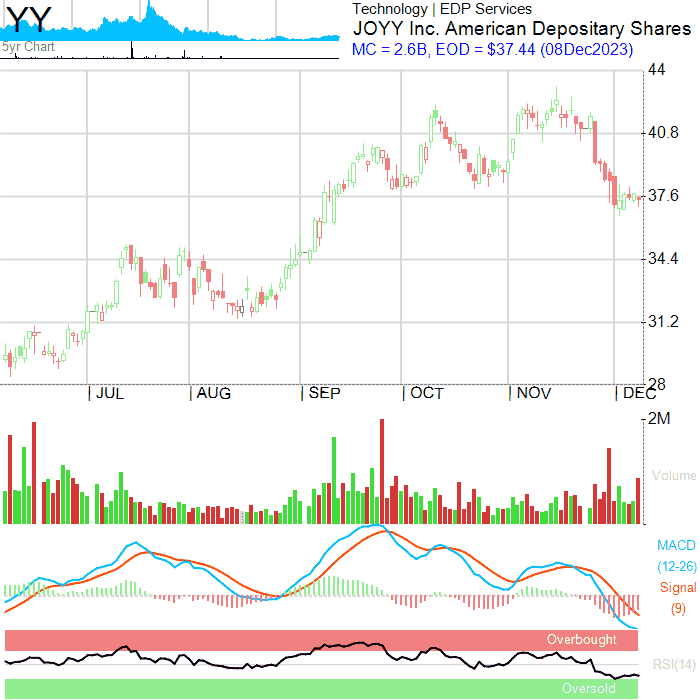 YY
5yr Chart
Technology | EDP Services
JOYY Inc. American Depositary Shares
MC = 2.6B, EOD = $37.44 (08Dec2023)
44
40.8
37.6
34.4
31.2
28
JUL AUG SEP OCT NOV DEC
2M
Volume
MACD
(12-26)
Signal
(9)
Overbought
RSI(14)
Oversold